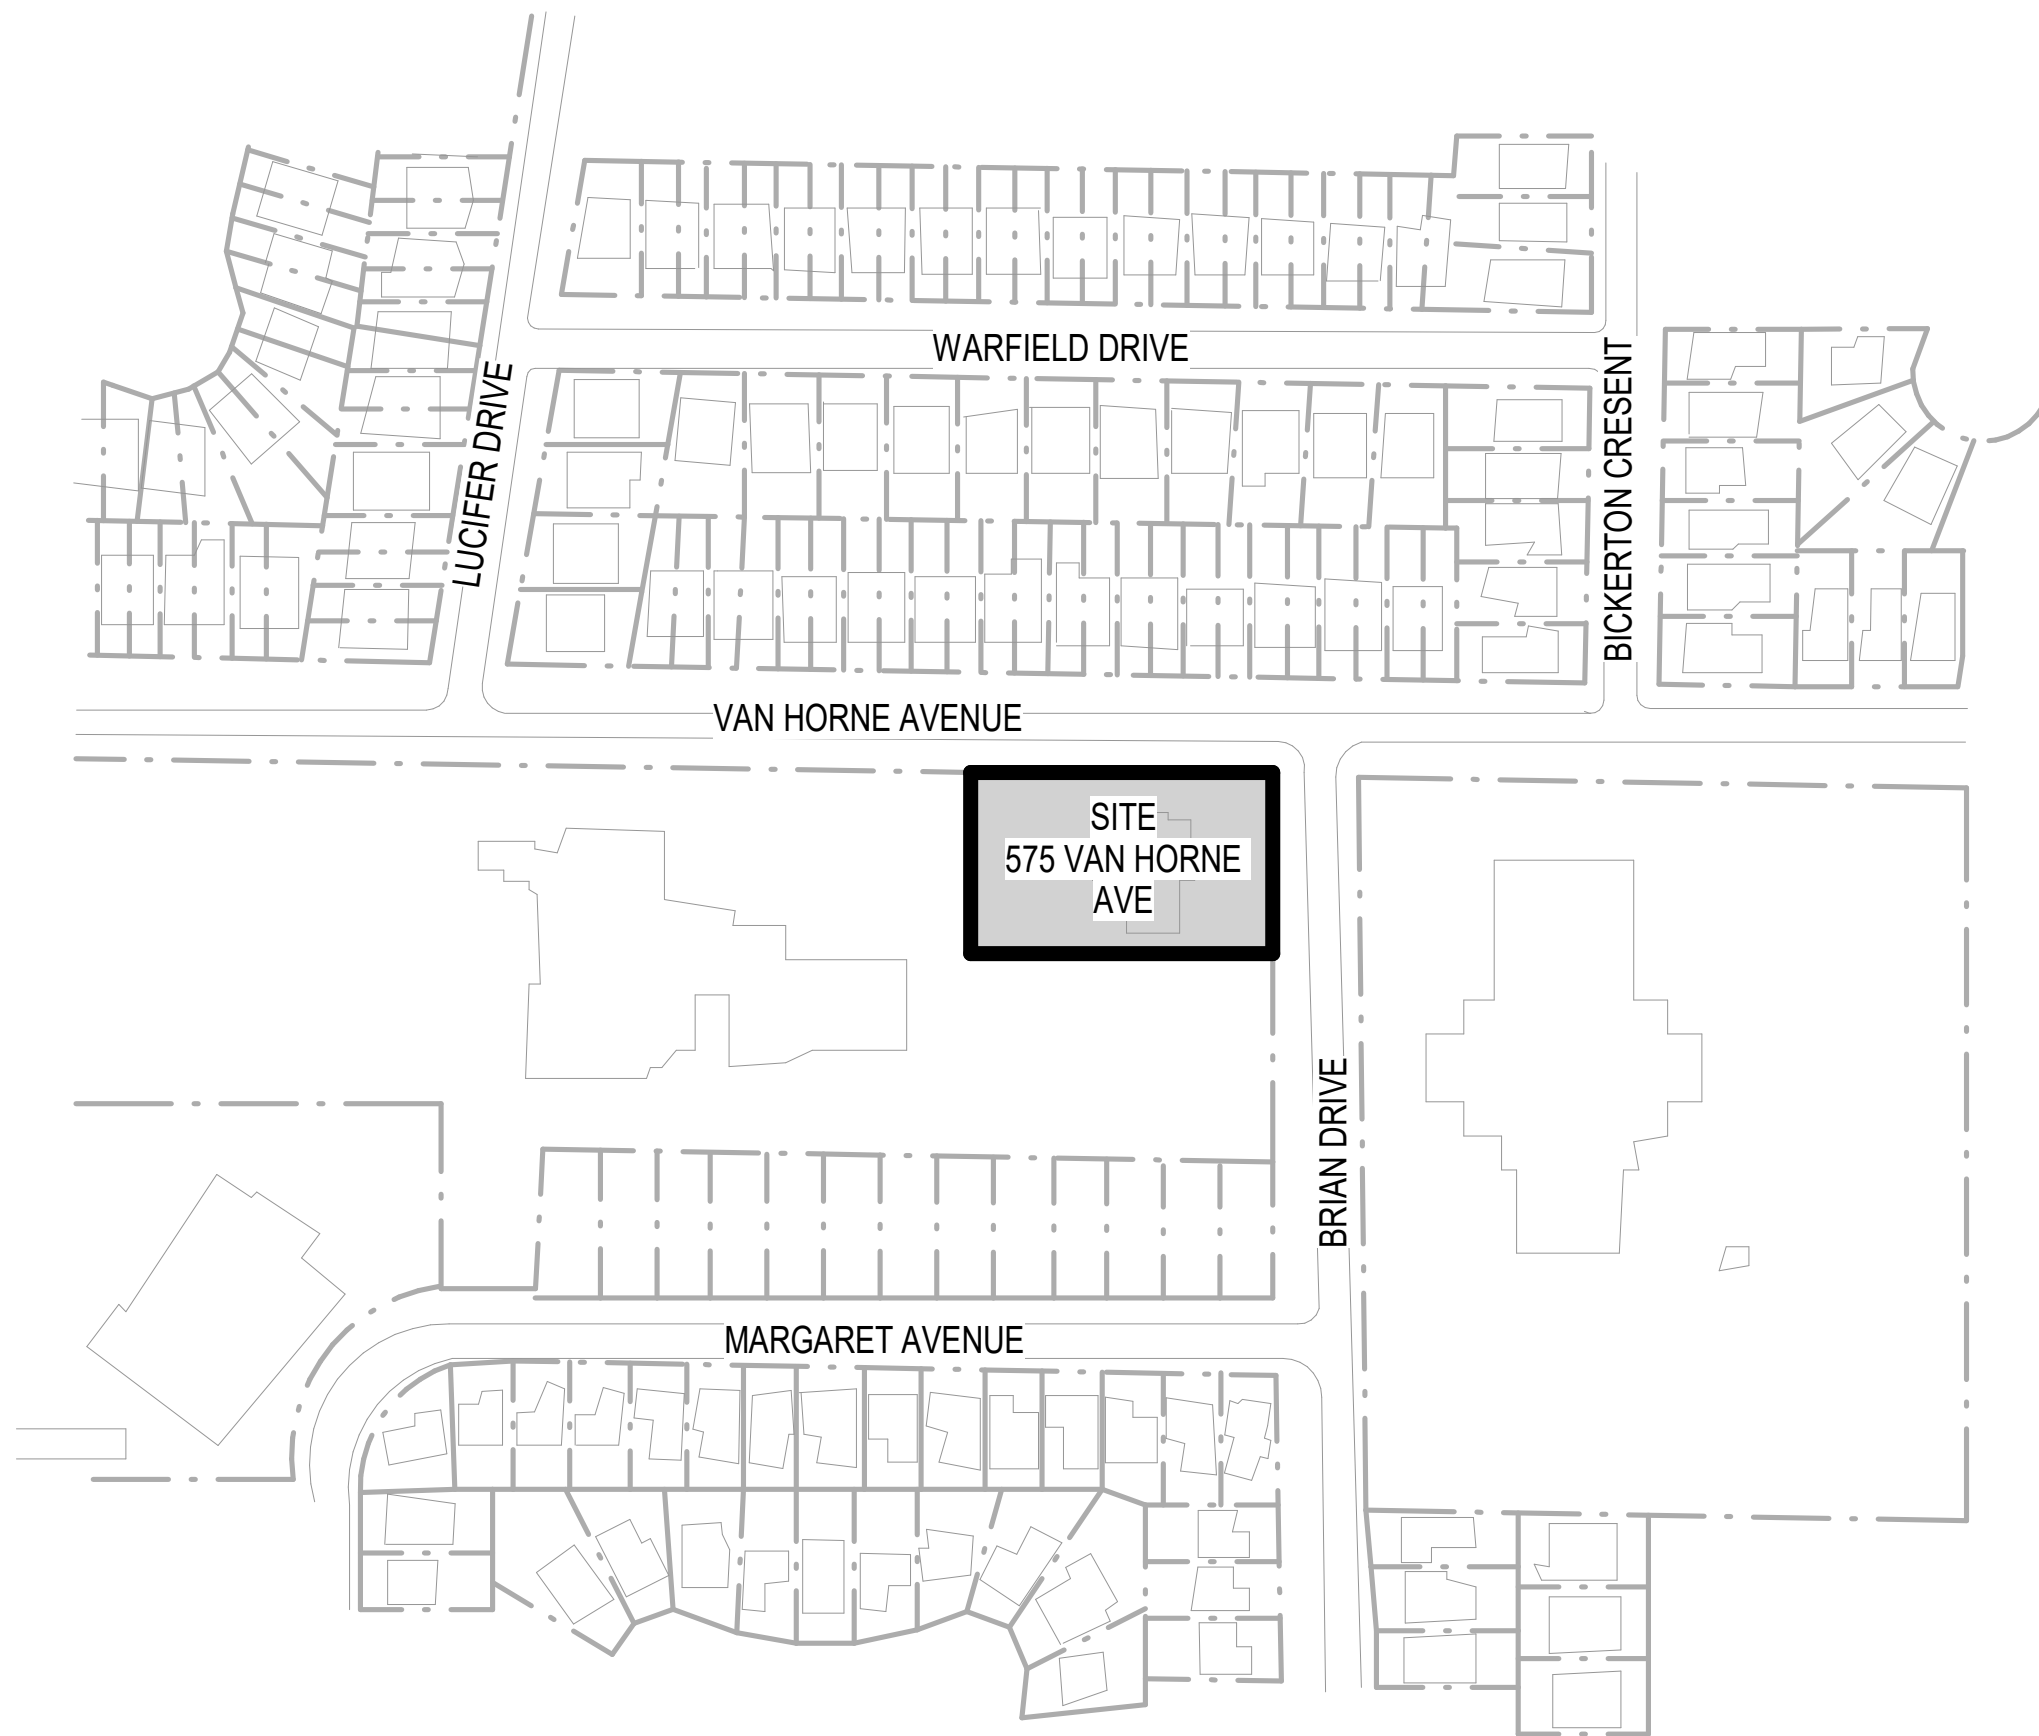 WARFIELD DRIVE
LUCIFER DRIVE
BICKERTON CRESENT
VAN HORNE AVENUE
SITE
575 VAN HORNE
AVE
BRIAN DRIVE
MARGARET AVENUE